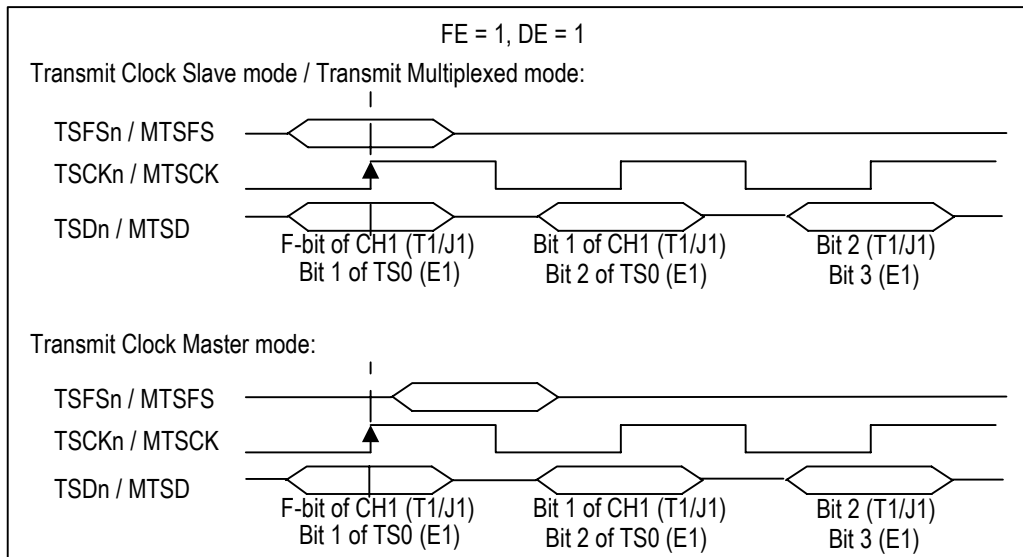 FE = 1, DE = 1
Transmit Clock Slave mode / Transmit Multiplexed mode:
TSFSn / MTSFS
TSCKn / MTSCK
TSDn / MTSD
F-bit of CH1 (T1/J1) Bit 1 of CH1 (T1/J1) Bit 2 (T1/J1)
Bit 1 of TS0 (E1) Bit 2 of TS0 (E1) Bit 3 (E1)
Transmit Clock Master mode:
TSFSn / MTSFS
TSCKn / MTSCK
TSDn / MTSD
F-bit of CH1 (T1/J1) Bit 1 of CH1 (T1/J1) Bit 2 (T1/J1)
Bit 1 of TS0 (E1) Bit 2 of TS0 (E1) Bit 3 (E1)